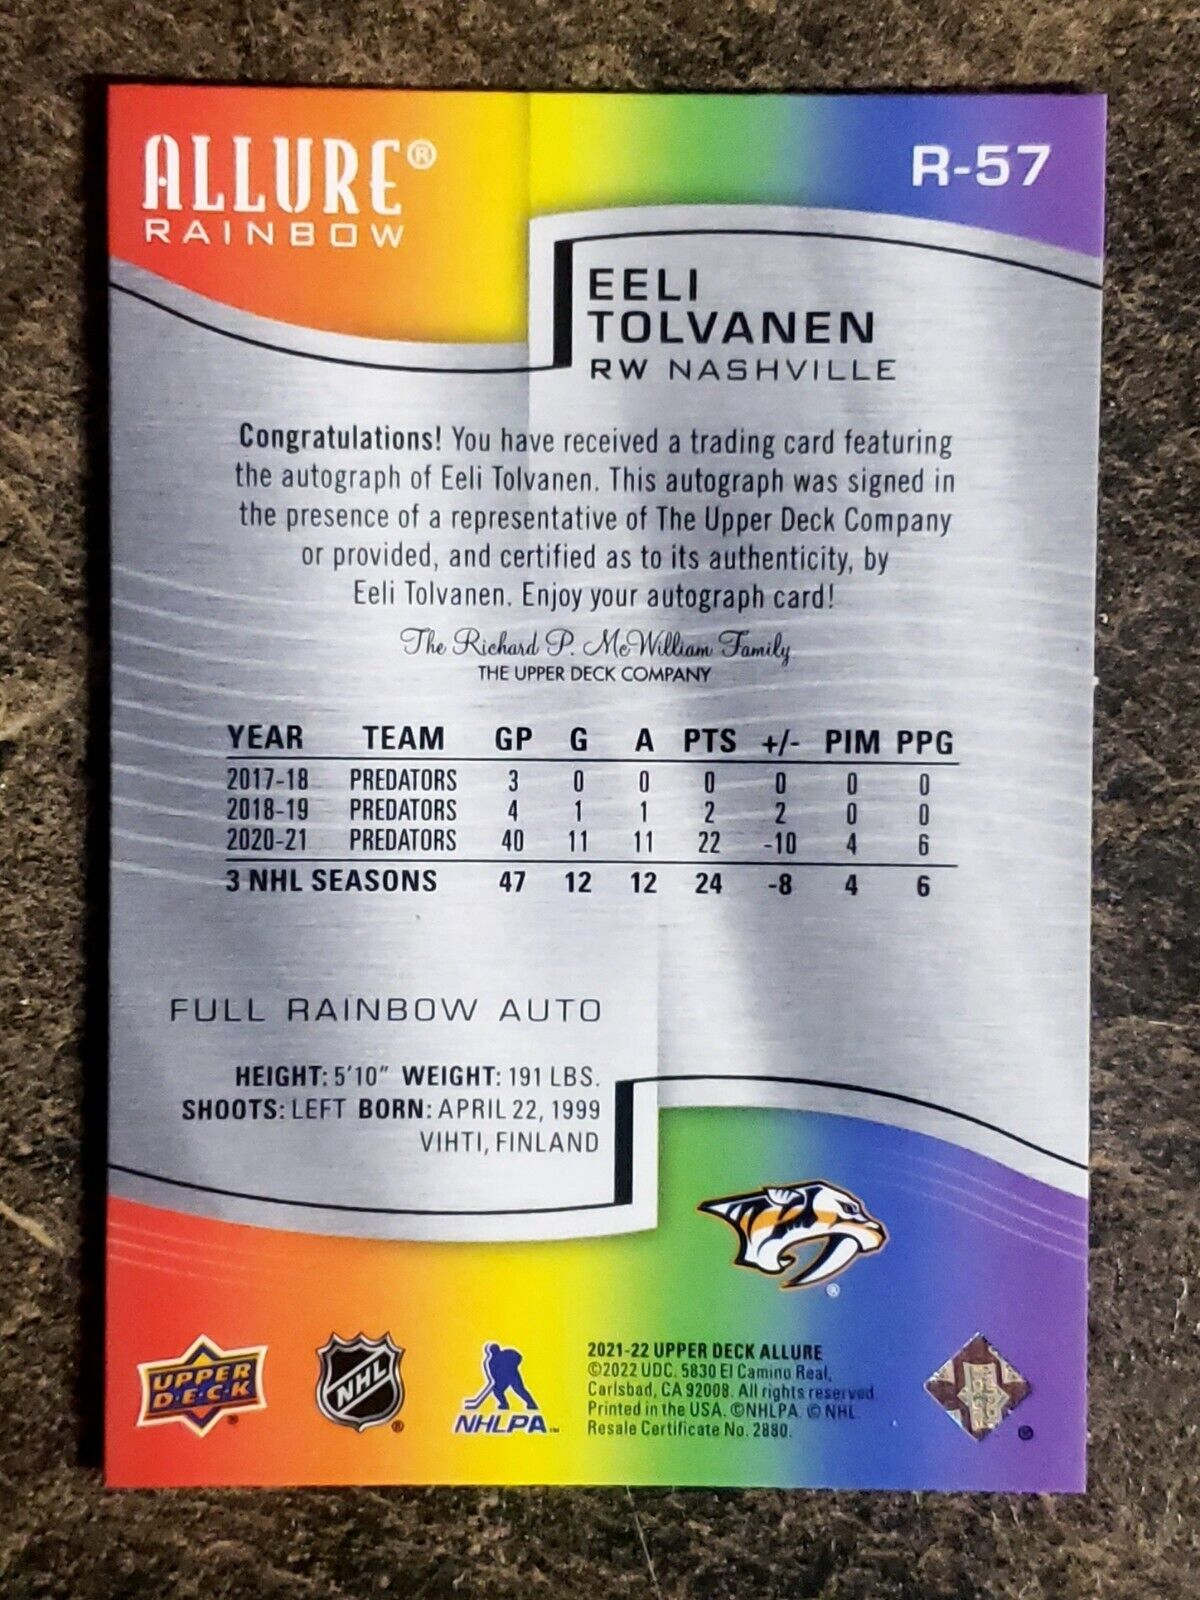 ALLURE®
RAINBOW
R-57
EELI
TOLVANEN
RW NASHVILLE
Congratulations! You have received a trading card featuring
the autograph of Eeli Tolvanen. This autograph was signed in
the presence of a representative of The Upper Deck Company
or provided, and certified as to its authenticity, by
Eeli Tolvanen. Enjoy your autograph card!
The Richard P. McWilliam Family
THE UPPER DECK COMPANY
YEAR TEAM GP G A PTS +/- PIM PPG
2017-18 PREDATORS 3 0 0 0 0 0 0
2018-19 PREDATORS 4 1 1 2 2 0 0
2020-21 PREDATORS 40 11 11 22 -10 4 6
3 NHL SEASONS 47 12 12 24 -8 4 6
FULL RAINBOW AUTO
HEIGHT: 5'10" WEIGHT: 191 LBS.
SHOOTS: LEFT BORN: APRIL 22, 1999
VIHTI, FINLAND
®
UPPER
D·E·C·K
®
NHL
®
NHLPA™
2021-22 UPPER DECK ALLURE
©2022 UDC. 5830 El Camino Real,
Carlsbad, CA 92008. All rights reserved.
Printed in the USA. ©NHLPA. © NHL.
Resale Certificate No. 2880.
®